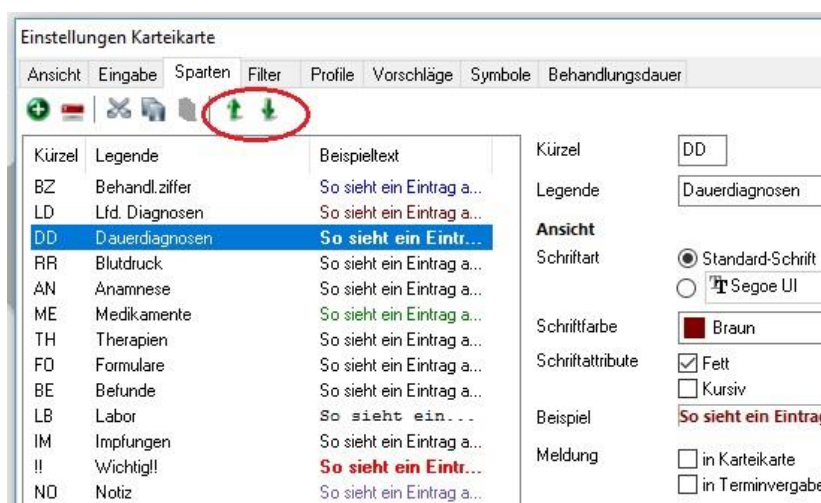 Einstellungen Karteikarte
Ansicht Eingabe Sparten Filter Profile Vorschläge Symbole Behandlungsdauer
Kürzel Legende Beispieltext
BZ Behandl.ziffer So sieht ein Eintrag a...
LD Lfd. Diagnosen So sieht ein Eintrag a...
DD Dauerdiagnosen So sieht ein Eintr...
RR Blutdruck So sieht ein Eintrag a...
AN Anamnese So sieht ein Eintrag a...
ME Medikamente So sieht ein Eintrag a...
TH Therapien So sieht ein Eintrag a...
FO Formulare So sieht ein Eintrag a...
BE Befunde So sieht ein Eintrag a...
LB Labor So sieht ein...
IM Impfungen So sieht ein Eintrag a...
!! Wichtig!! So sieht ein Eintr...
NO Notiz So sieht ein Eintrag a...
Kürzel DD
Legende Dauerdiagnosen
Ansicht
Schriftart Standard-Schrift
Segoe UI
Schriftfarbe Braun
Schriftattribute Fett
Kursiv
Beispiel So sieht ein Eintrag
Meldung in Karteikarte
in Terminvergabe